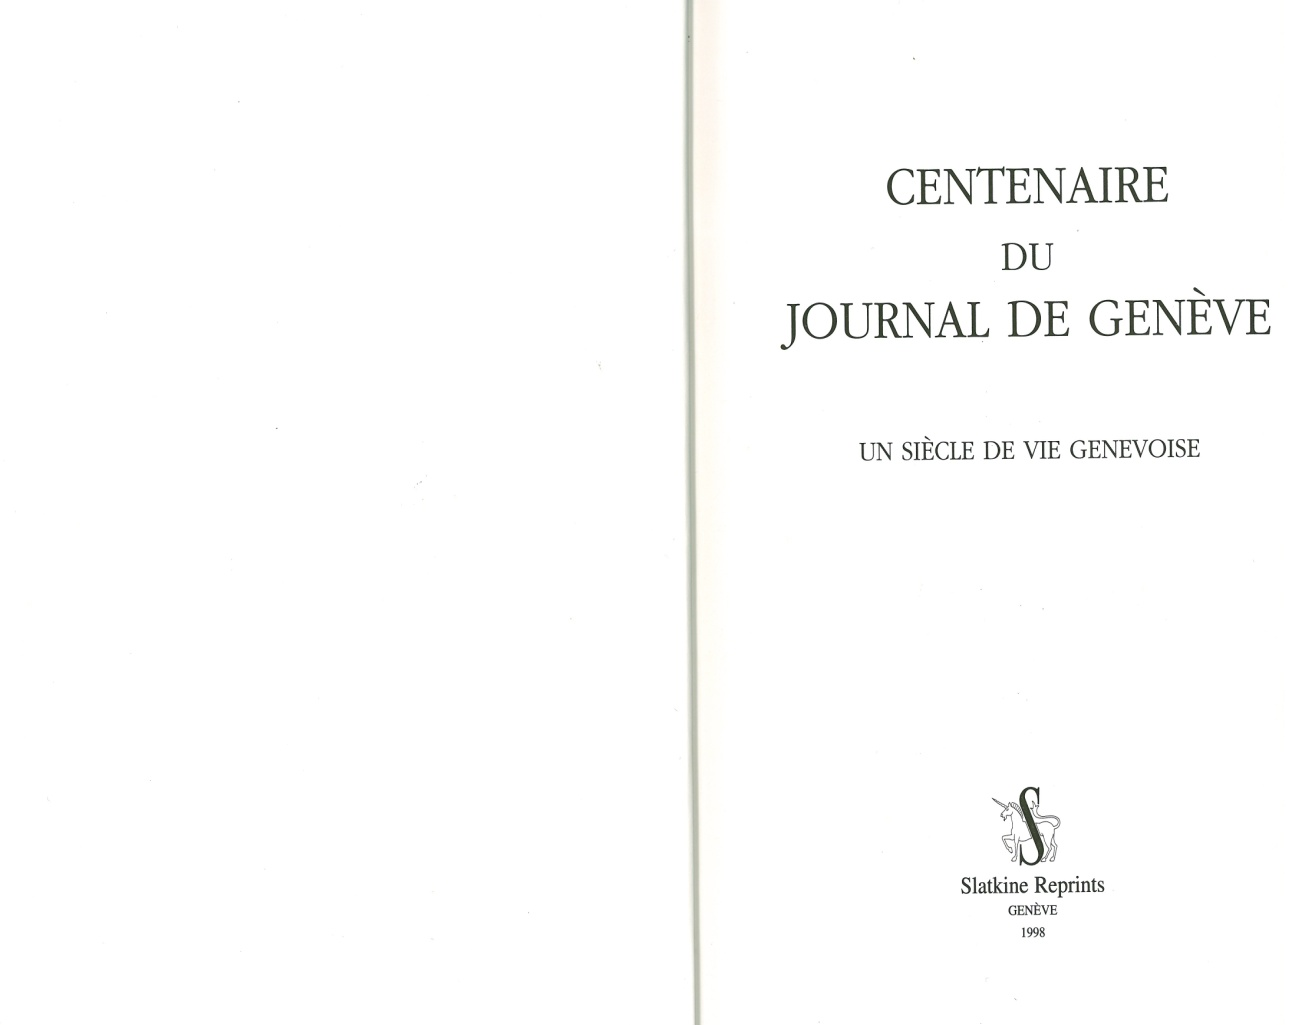 CENTENAIRE
DU
JOURNAL DE GENÈVE
UN SIÈCLE DE VIE GENEVOISE
S
Slatkine Reprints
GENÈVE
1998